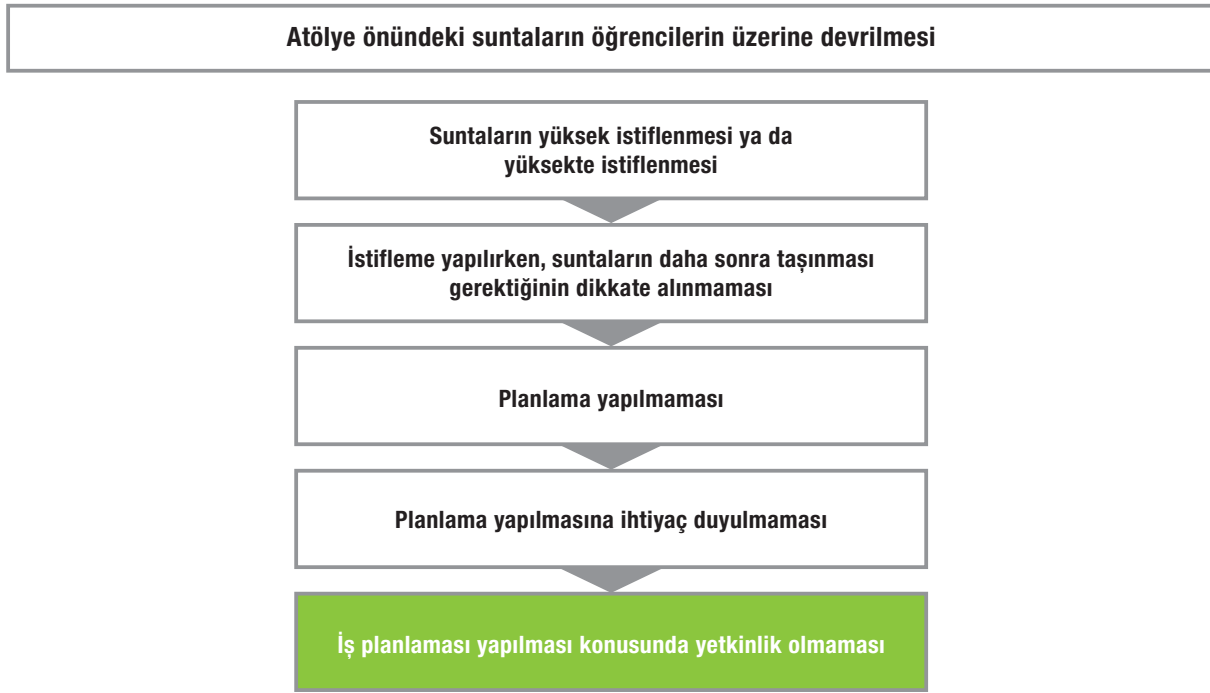 Atölye önündeki suntaların öğrencilerin üzerine devrilmesi
Suntaların yüksek istiflenmesi ya da
yüksekte istiflenmesi
İstifleme yapılırken, suntaların daha sonra taşınması
gerektiğinin dikkate alınmaması
Planlama yapılmaması
Planlama yapılmasına ihtiyaç duyulmaması
İş planlaması yapılması konusunda yetkinlik olmaması